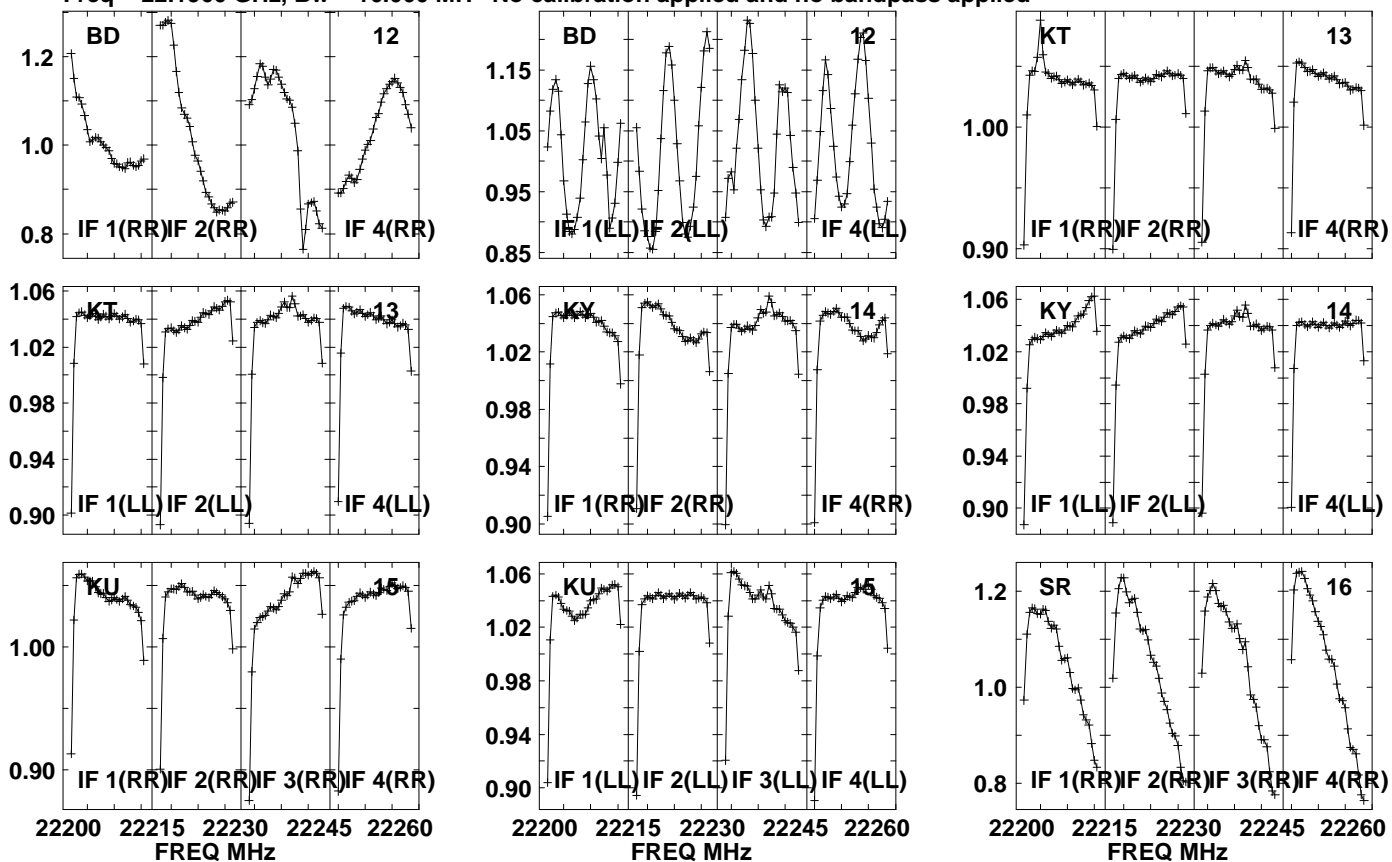 Freq = 22.1900 GHz, Bw = 16.000 MH No calibration applied and no bandpass applied
BD 12
1.2
1.0
0.8
IF 1(RR) IF 2(RR) IF 4(RR)
BD 12
1.15
1.05
0.95
0.85
IF 1(LL) IF 2(LL) IF 4(LL)
KT 13
1.00
0.90
IF 1(RR) IF 2(RR) IF 4(RR)
KT 13
1.06
1.02
0.98
0.94
0.90
IF 1(LL) IF 2(LL) IF 4(LL)
KY 14
1.06
1.02
0.98
0.94
0.90
IF 1(RR) IF 2(RR) IF 4(RR)
KY 14
1.06
1.02
0.98
0.94
0.90
IF 1(LL) IF 2(LL) IF 4(LL)
KU 15
1.00
0.90
IF 1(RR) IF 2(RR) IF 3(RR) IF 4(RR)
22200 22215 22230 22245 22260
FREQ MHz
KU 15
1.06
1.02
0.98
0.94
0.90
IF 1(LL) IF 2(LL) IF 3(LL) IF 4(LL)
22200 22215 22230 22245 22260
FREQ MHz
SR 16
1.2
1.0
0.8
IF 1(RR) IF 2(RR) IF 3(RR) IF 4(RR)
22200 22215 22230 22245 22260
FREQ MHz